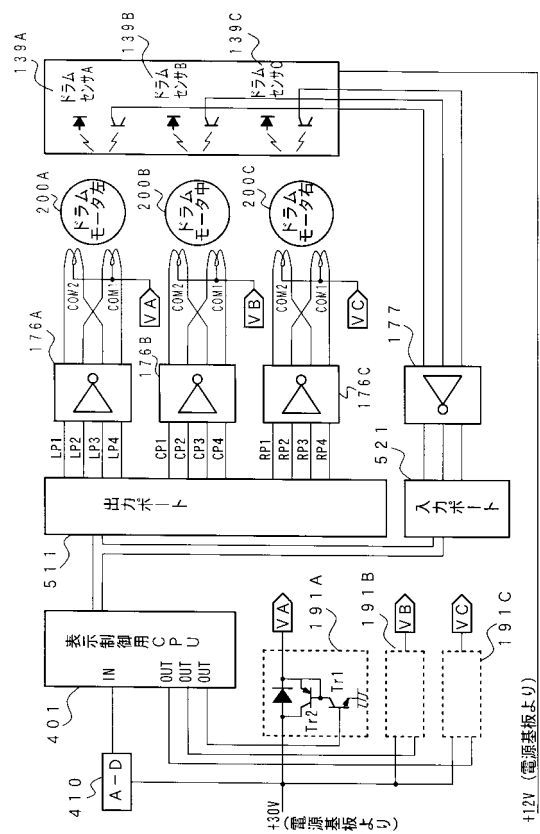 139A
139B
139C
ドラム
センサA
ドラム
センサB
ドラム
センサC
200A
200B
200C
ドラム
モータ左
ドラム
モータ中
ドラム
モータ右
COM2
COM1
COM2
COM1
COM2
COM1
VA
VB
VC
176A
176B
176C
177
LP1
LP2
LP3
LP4
CP1
CP2
CP3
CP4
RP1
RP2
RP3
RP4
出力ポート
511
入力ポート
521
表示制御用CPU
IN
OUT
OUT
OUT
401
A-D
410
VA
VB
VC
191A
191B
191C
Tr1
Tr2
+30V
(電源基板より)
+12V (電源基板より)